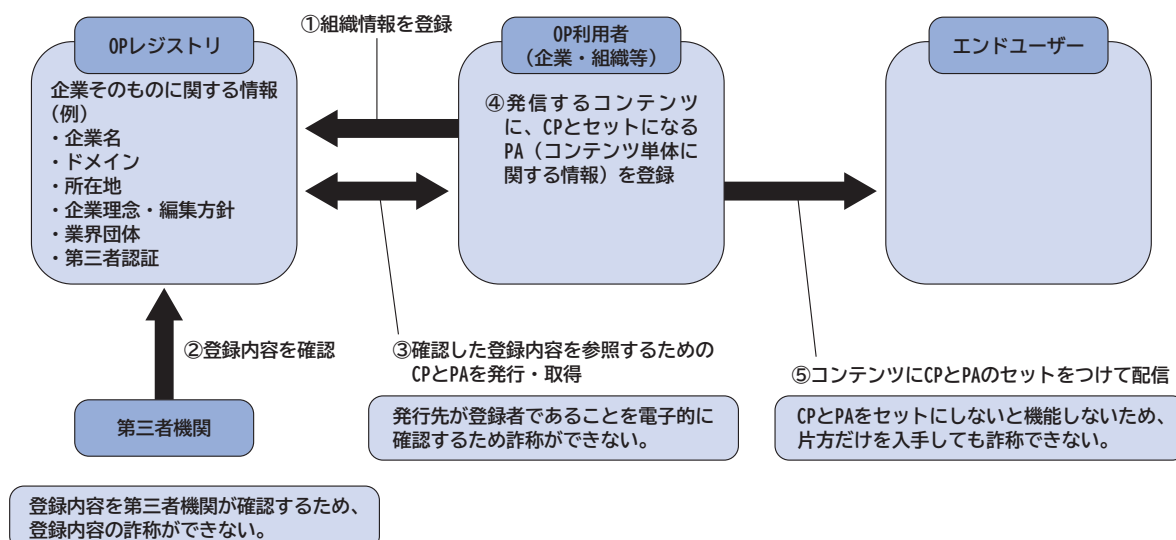 ①組織情報を登録
OPレジストリ
企業そのものに関する情報
(例)
・企業名
・ドメイン
・所在地
・企業理念・編集方針
・業界団体
・第三者認証
OP利用者
(企業・組織等)
④発信するコンテンツ
に、CPとセットになる
PA(コンテンツ単体に
関する情報)を登録
エンドユーザー
②登録内容を確認
第三者機関
登録内容を第三者機関が確認するため、
登録内容の詐称ができない。
③確認した登録内容を参照するための
CPとPAを発行・取得
発行先が登録者であることを電子的に
確認するため詐称ができない。
⑤コンテンツにCPとPAのセットをつけて配信
CPとPAをセットにしないと機能しないため、
片方だけを入手しても詐称できない。